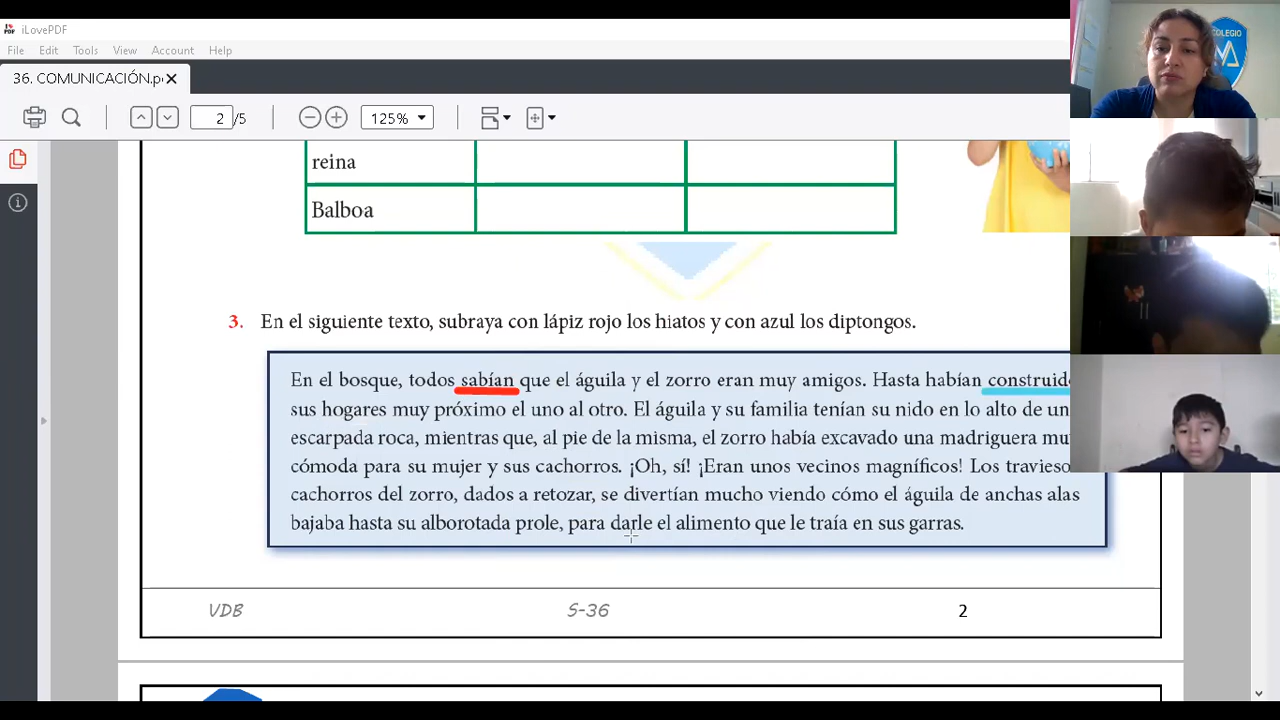 iLovePDF
File Edit Tools View Account Help
36. COMUNICACIÓN.p
2 /5 125%
COLEGIO
reina
Balboa
3. En el siguiente texto, subraya con lápiz rojo los hiatos y con azul los diptongos.
En el bosque, todos sabían que el águila y el zorro eran muy amigos. Hasta habían construido
sus hogares muy próximo el uno al otro. El águila y su familia tenían su nido en lo alto de un
escarpada roca, mientras que, al pie de la misma, el zorro había excavado una madriguera mu
cómoda para su mujer y sus cachorros. ¡Oh, sí! ¡Eran unos vecinos magníficos! Los travieso
cachorros del zorro, dados a retozar, se divertían mucho viendo cómo el águila de anchas alas
bajaba hasta su alborotada prole, para darle el alimento que le traía en sus garras.
VDB S-36 2